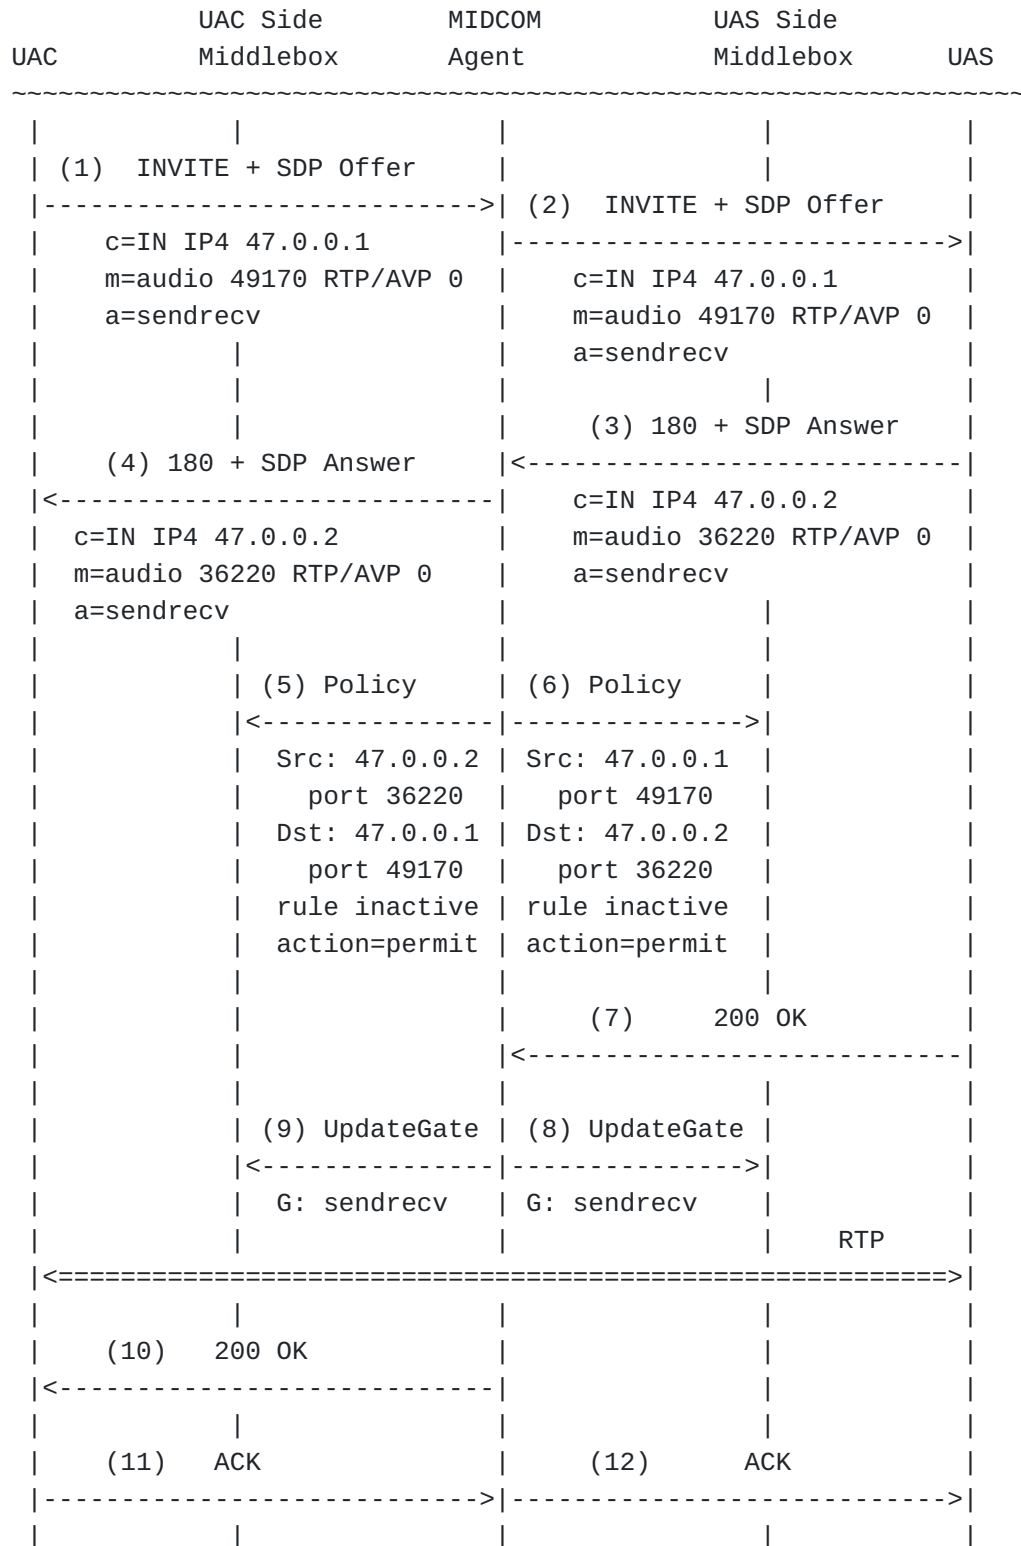 UAC Side       MIDCOM            UAS Side
UAC         Middlebox       Agent            Middlebox      UAS
~~~~~~~~~~~~~~~~~~~~~~~~~~~~~~~~~~~~~~~~~~~~~~~~~~~~~~~~~~~~~~~~~
 |            |                |                |            |
 | (1)  INVITE + SDP Offer     |                |            |
 |---------------------------->| (2)  INVITE + SDP Offer     |
 |    c=IN IP4 47.0.0.1        |---------------------------->|
 |    m=audio 49170 RTP/AVP 0  |    c=IN IP4 47.0.0.1        |
 |    a=sendrecv               |    m=audio 49170 RTP/AVP 0  |
 |            |                |    a=sendrecv               |
 |            |                |                |            |
 |            |                |     (3) 180 + SDP Answer    |
 |    (4) 180 + SDP Answer     |<----------------------------|
 |<----------------------------|    c=IN IP4 47.0.0.2        |
 |  c=IN IP4 47.0.0.2          |    m=audio 36220 RTP/AVP 0  |
 |  m=audio 36220 RTP/AVP 0    |    a=sendrecv               |
 |  a=sendrecv                 |                |            |
 |            |                |                |            |
 |            | (5) Policy     | (6) Policy     |            |
 |            |<---------------|--------------->|            |
 |            |  Src: 47.0.0.2 | Src: 47.0.0.1  |            |
 |            |    port 36220  |   port 49170   |            |
 |            |  Dst: 47.0.0.1 | Dst: 47.0.0.2  |            |
 |            |    port 49170  |   port 36220   |            |
 |            |  rule inactive | rule inactive  |            |
 |            |  action=permit | action=permit  |            |
 |            |                |                |            |
 |            |                |     (7)     200 OK          |
 |            |                |<----------------------------|
 |            |                |                |            |
 |            | (9) UpdateGate | (8) UpdateGate |            |
 |            |<---------------|--------------->|            |
 |            |  G: sendrecv   | G: sendrecv    |            |
 |            |                |                |    RTP     |
 |<=========================================================>|
 |            |                |                |            |
 |    (10)   200 OK            |                |            |
 |<----------------------------|                |            |
 |            |                |                |            |
 |    (11)   ACK               |     (12)      ACK           |
 |---------------------------->|---------------------------->|
 |            |                |                |            |